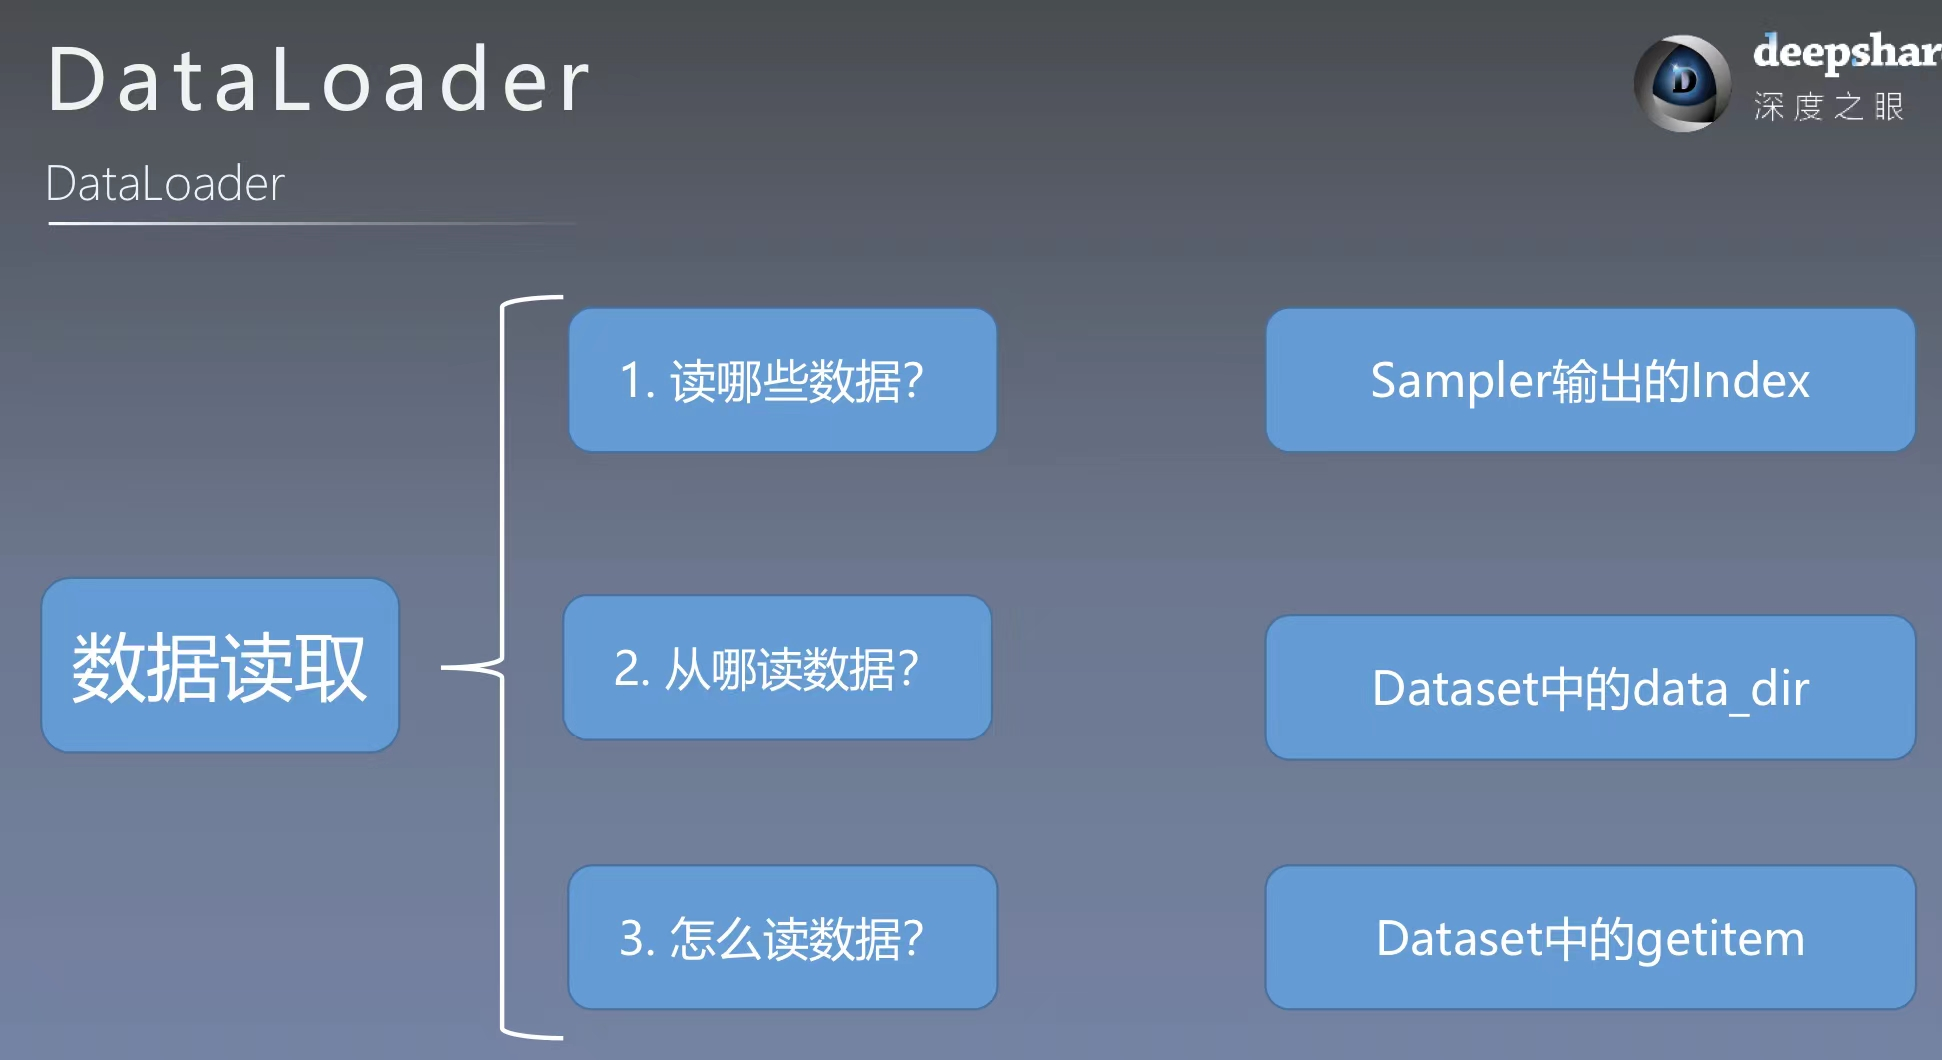 DataLoader
deepshar
深度之眼
DataLoader
1. 读哪些数据?
Sampler输出的Index
数据读取
2. 从哪读数据?
Dataset中的data_dir
3. 怎么读数据?
Dataset中的getitem